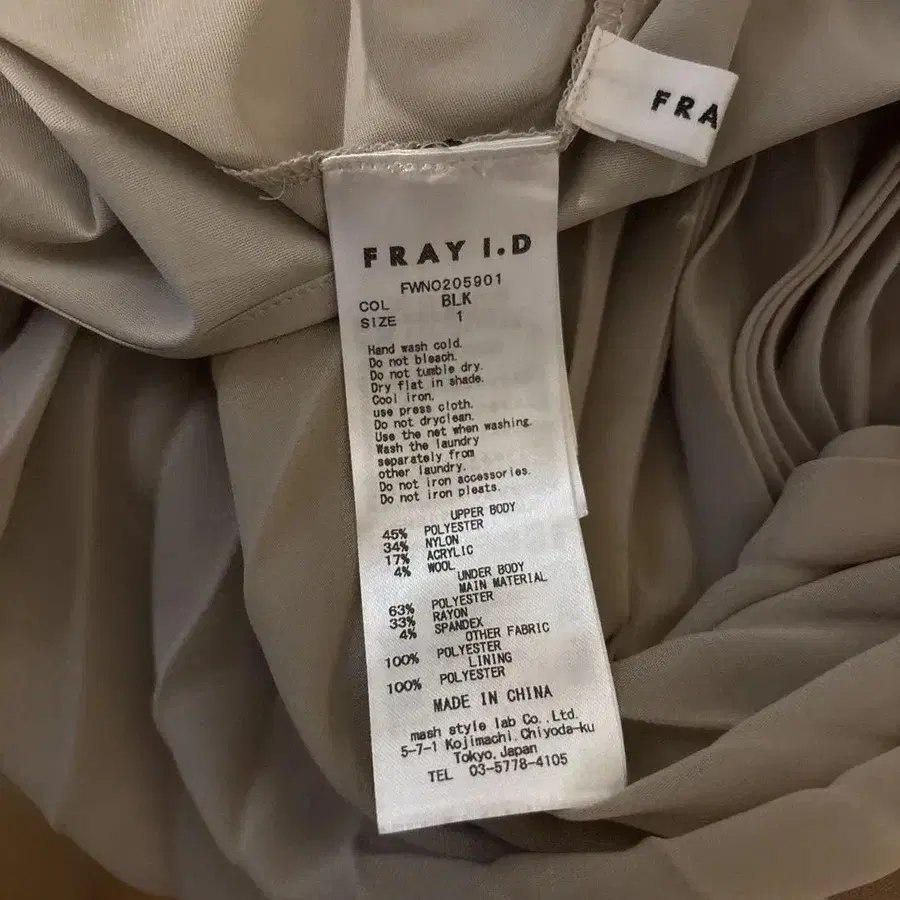 FRA
FRAY I.D
FWNO205901
COL BLK
SIZE 1
Hand wash cold.
Do not bleach.
Do not tumble dry.
Dry flat in shade.
Cool iron.
use press cloth.
Do not dryclean.
Use the net when washing.
Wash the laundry
separately from
other laundry.
Do not iron accessories.
Do not iron pleats.
UPPER BODY
45% POLYESTER
34% NYLON
17% ACRYLIC
4% WOOL
UNDER BODY
MAIN MATERIAL
63% POLYESTER
33% RAYON
4% SPANDEX
OTHER FABRIC
100% POLYESTER
LINING
100% POLYESTER
MADE IN CHINA
mash style lab Co.,Ltd.
5-7-1 Kojimachi, Chiyoda-ku
Tokyo, Japan
TEL 03-5778-4105